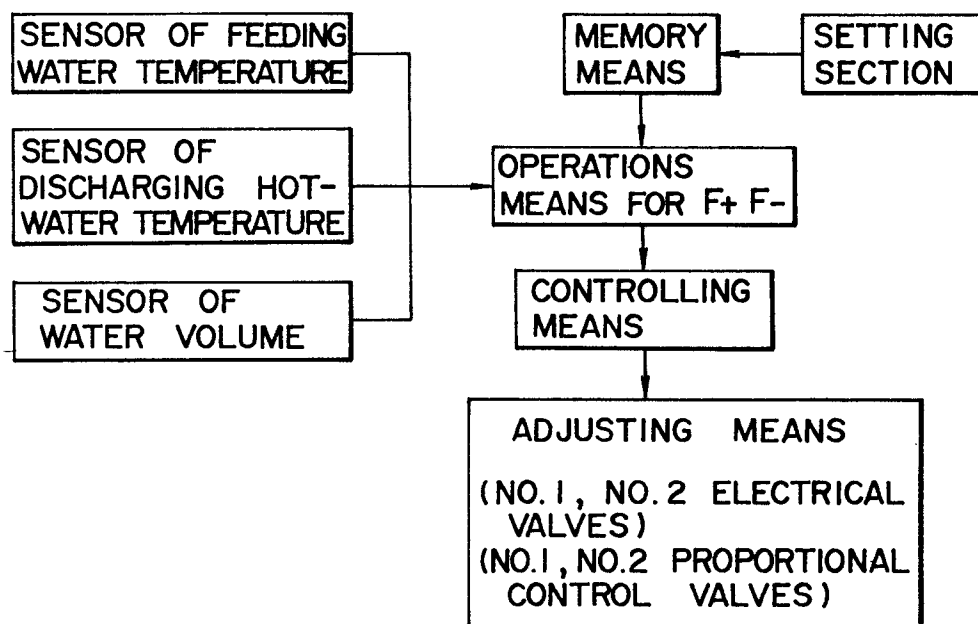 SENSOR OF FEEDING
WATER TEMPERATURE
MEMORY
MEANS
SETTING
SECTION
SENSOR OF
DISCHARGING HOT-
WATER TEMPERATURE
OPERATIONS
MEANS FOR F+ F-
SENSOR OF
WATER VOLUME
CONTROLLING
MEANS
ADJUSTING MEANS
(NO.1, NO.2 ELECTRICAL
VALVES)
(NO.1, NO.2 PROPORTIONAL
CONTROL VALVES)